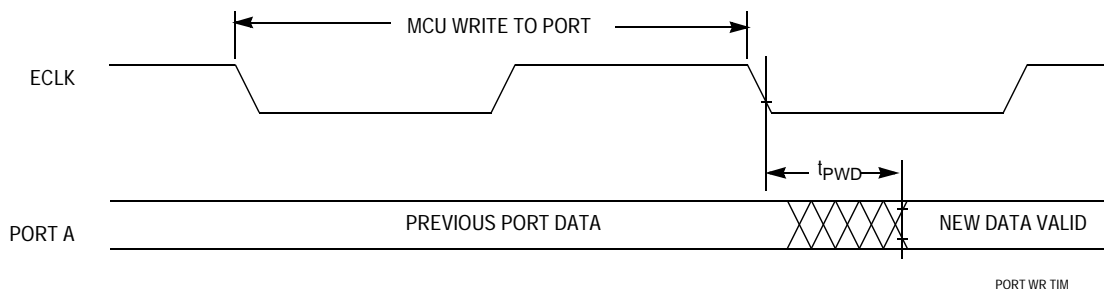 MCU WRITE TO PORT
ECLK
tPWD
PORT A
PREVIOUS PORT DATA
NEW DATA VALID
PORT WR TIM